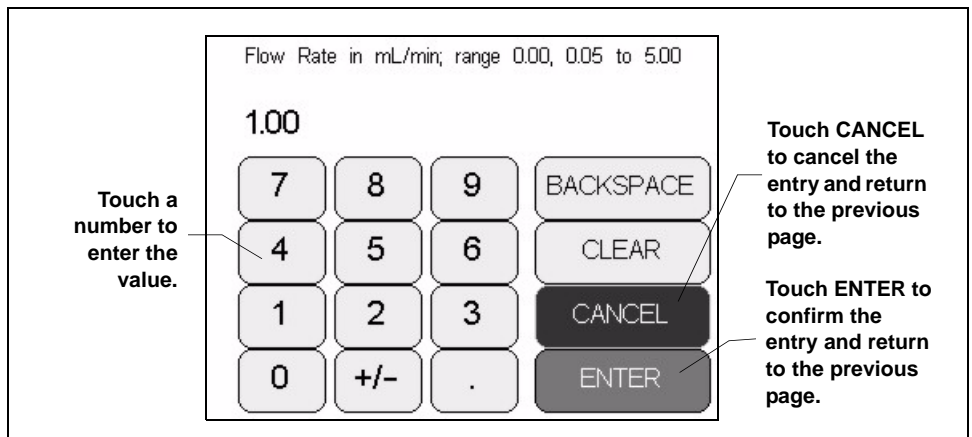 Flow Rate in mL/min; range 0.00, 0.05 to 5.00
1.00
7 8 9 BACKSPACE
4 5 6 CLEAR
1 2 3 CANCEL
0 +/- . ENTER
Touch a
number to
enter the
value.
Touch CANCEL
to cancel the
entry and return
to the previous
page.
Touch ENTER to
confirm the
entry and return
to the previous
page.